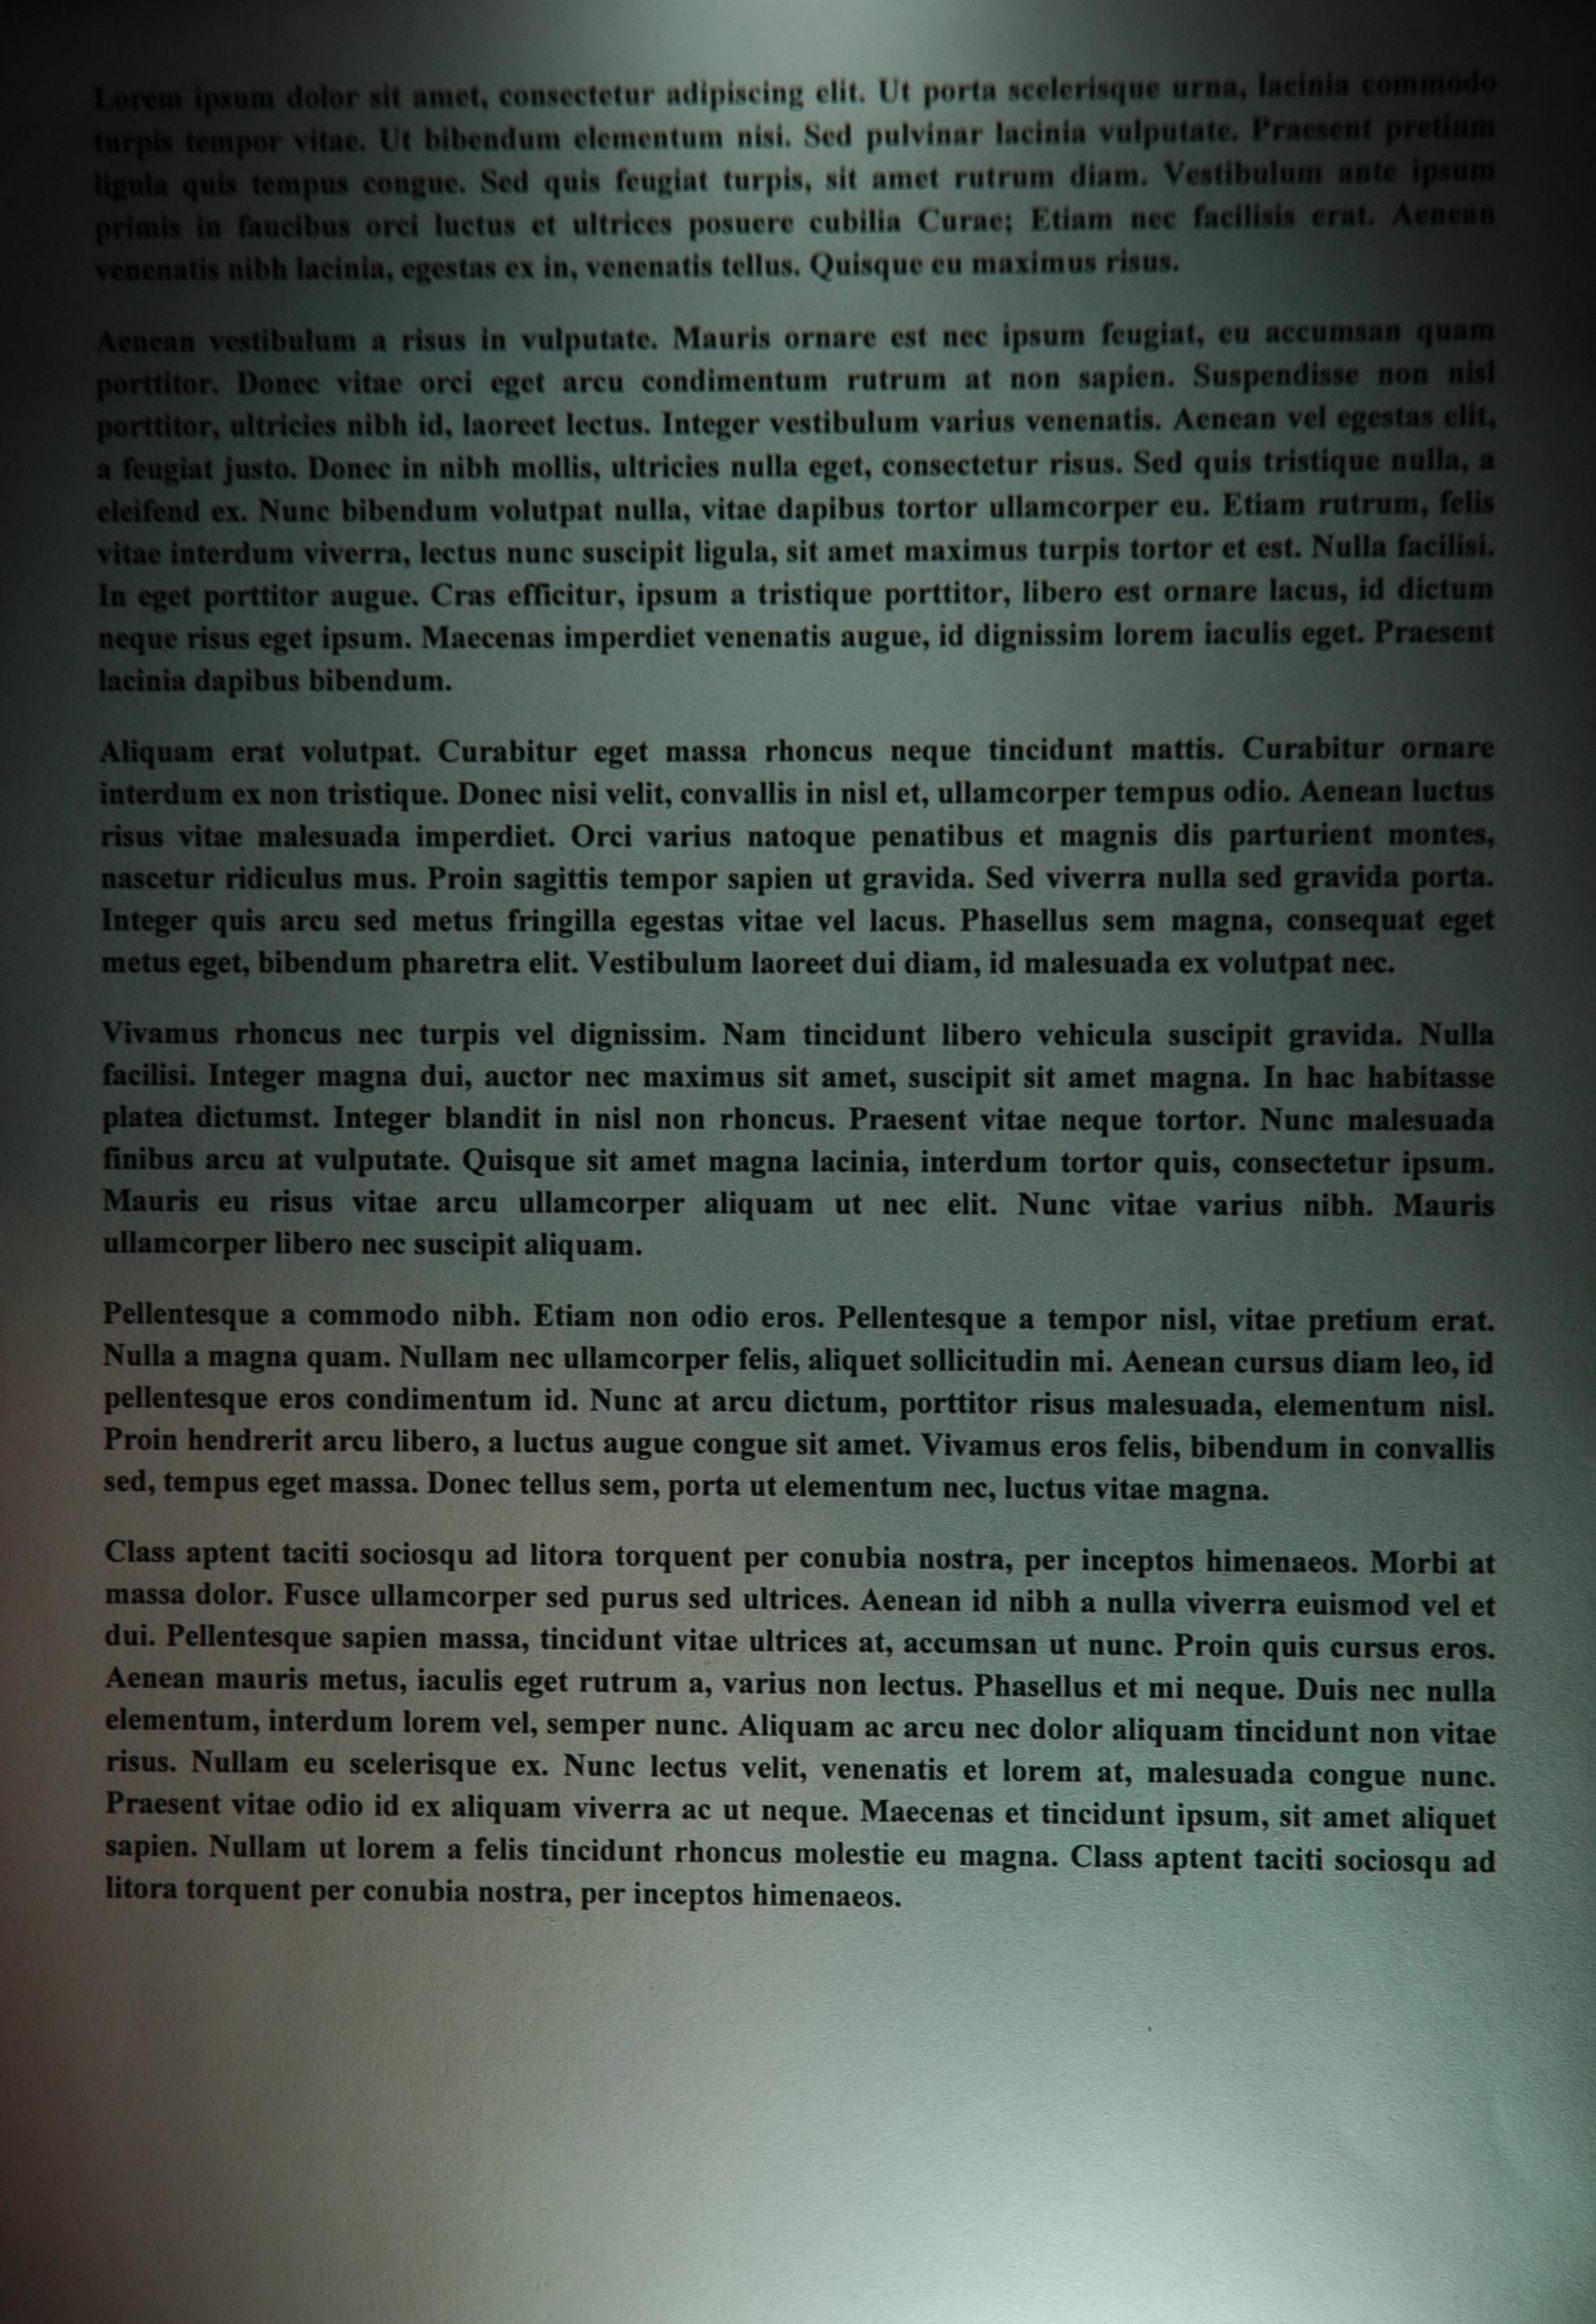 Lorem ipsum dolor sit amet, consectetur adipiscing elit. Ut porta scelerisque urna, lacinia commodo
turpis tempor vitae. Ut bibendum elementum nisi. Sed pulvinar lacinia vulputate. Praesent pretium
ligula quis tempus congue. Sed quis feugiat turpis, sit amet rutrum diam. Vestibulum ante ipsum
primis in faucibus orci luctus et ultrices posuere cubilia Curae; Etiam nec facilisis erat. Aenean
venenatis nibh lacinia, egestas ex in, venenatis tellus. Quisque eu maximus risus.
Aenean vestibulum a risus in vulputate. Mauris ornare est nec ipsum feugiat, eu accumsan quam
porttitor. Donec vitae orci eget arcu condimentum rutrum at non sapien. Suspendisse non nisl
porttitor, ultricies nibh id, laoreet lectus. Integer vestibulum varius venenatis. Aenean vel egestas elit,
a feugiat justo. Donec in nibh mollis, ultricies nulla eget, consectetur risus. Sed quis tristique nulla, a
eleifend ex. Nunc bibendum volutpat nulla, vitae dapibus tortor ullamcorper eu. Etiam rutrum, felis
vitae interdum viverra, lectus nunc suscipit ligula, sit amet maximus turpis tortor et est. Nulla facilisi.
In eget porttitor augue. Cras efficitur, ipsum a tristique porttitor, libero est ornare lacus, id dictum
neque risus eget ipsum. Maecenas imperdiet venenatis augue, id dignissim lorem iaculis eget. Praesent
lacinia dapibus bibendum.
Aliquam erat volutpat. Curabitur eget massa rhoncus neque tincidunt mattis. Curabitur ornare
interdum ex non tristique. Donec nisi velit, convallis in nisl et, ullamcorper tempus odio. Aenean luctus
risus vitae malesuada imperdiet. Orci varius natoque penatibus et magnis dis parturient montes,
nascetur ridiculus mus. Proin sagittis tempor sapien ut gravida. Sed viverra nulla sed gravida porta.
Integer quis arcu sed metus fringilla egestas vitae vel lacus. Phasellus sem magna, consequat eget
metus eget, bibendum pharetra elit. Vestibulum laoreet dui diam, id malesuada ex volutpat nec.
Vivamus rhoncus nec turpis vel dignissim. Nam tincidunt libero vehicula suscipit gravida. Nulla
facilisi. Integer magna dui, auctor nec maximus sit amet, suscipit sit amet magna. In hac habitasse
platea dictumst. Integer blandit in nisl non rhoncus. Praesent vitae neque tortor. Nunc malesuada
finibus arcu at vulputate. Quisque sit amet magna lacinia, interdum tortor quis, consectetur ipsum.
Mauris eu risus vitae arcu ullamcorper aliquam ut nec elit. Nunc vitae varius nibh. Mauris
ullamcorper libero nec suscipit aliquam.
Pellentesque a commodo nibh. Etiam non odio eros. Pellentesque a tempor nisl, vitae pretium erat.
Nulla a magna quam. Nullam nec ullamcorper felis, aliquet sollicitudin mi. Aenean cursus diam leo, id
pellentesque eros condimentum id. Nunc at arcu dictum, porttitor risus malesuada, elementum nisl.
Proin hendrerit arcu libero, a luctus augue congue sit amet. Vivamus eros felis, bibendum in convallis
sed, tempus eget massa. Donec tellus sem, porta ut elementum nec, luctus vitae magna.
Class aptent taciti sociosqu ad litora torquent per conubia nostra, per inceptos himenaeos. Morbi at
massa dolor. Fusce ullamcorper sed purus sed ultrices. Aenean id nibh a nulla viverra euismod vel et
dui. Pellentesque sapien massa, tincidunt vitae ultrices at, accumsan ut nunc. Proin quis cursus eros.
Aenean mauris metus, iaculis eget rutrum a, varius non lectus. Phasellus et mi neque. Duis nec nulla
elementum, interdum lorem vel, semper nunc. Aliquam ac arcu nec dolor aliquam tincidunt non vitae
risus. Nullam eu scelerisque ex. Nunc lectus velit, venenatis et lorem at, malesuada congue nunc.
Praesent vitae odio id ex aliquam viverra ac ut neque. Maecenas et tincidunt ipsum, sit amet aliquet
sapien. Nullam ut lorem a felis tincidunt rhoncus molestie eu magna. Class aptent taciti sociosqu ad
litora torquent per conubia nostra, per inceptos himenaeos.